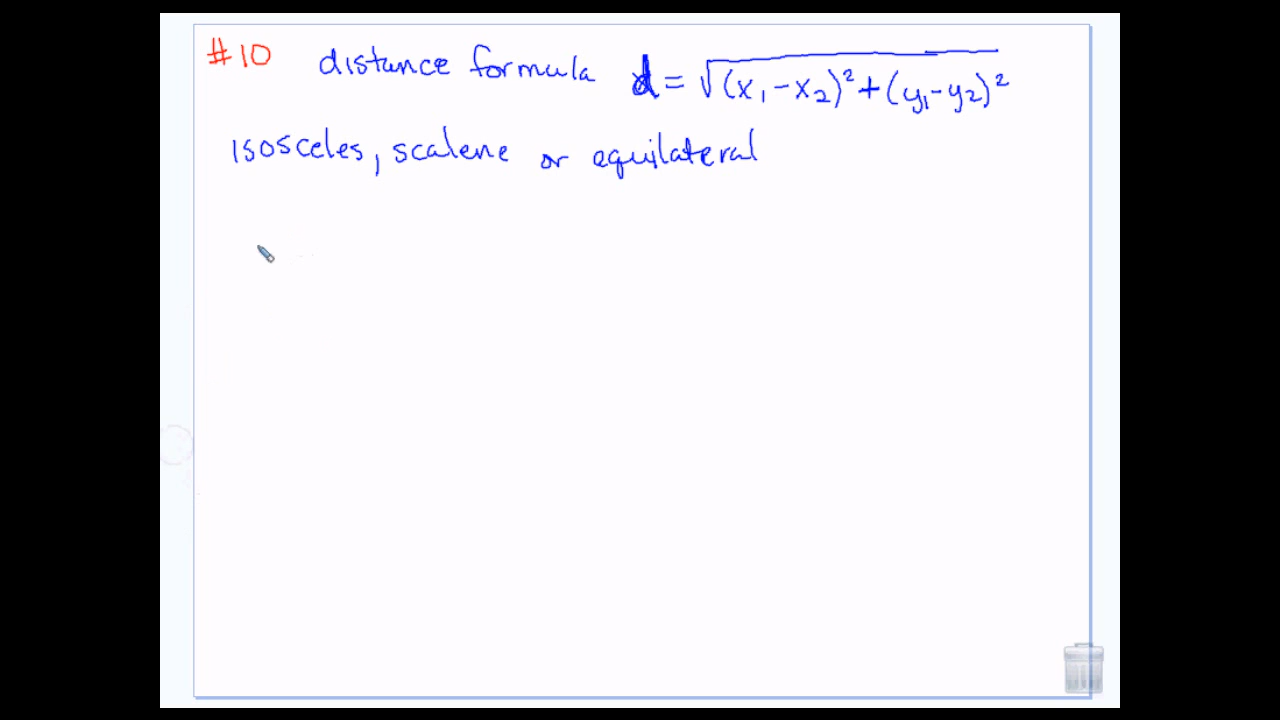 #10 distance formula d = √(x₁-x₂)²+(y₁-y₂)²
isosceles, scalene or equilateral